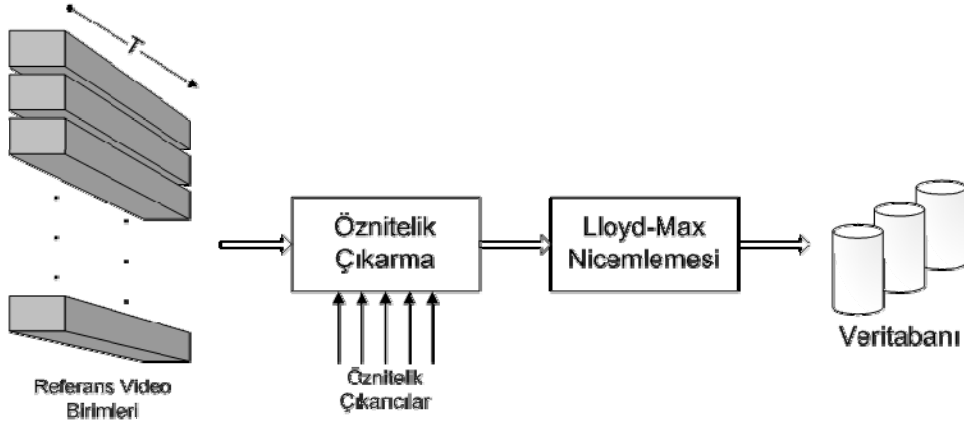 T
Öznitelik
Çıkarma
Lloyd-Max
Nicemlemesi
Veritabanı
Referans Video
Birimleri
Öznitelik
Çıkarıcılar